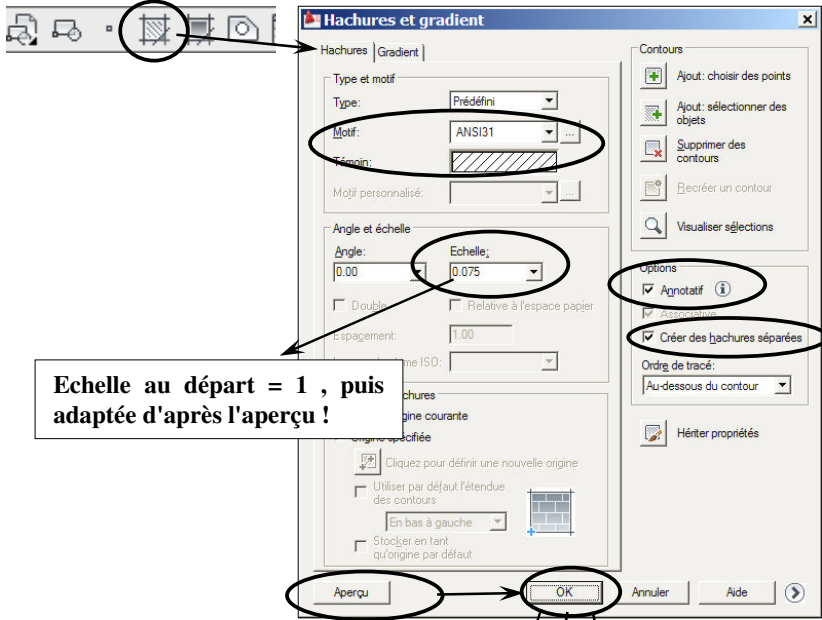 Hachures et gradient
Hachures
Gradient
Type et motif
Type:
Prédéfini
Motif:
ANSI31
...
Témoin:
Motif personnalisé:
...
Angle et échelle
Angle:
Echelle:
0.00
0.075
Double
Relative à l'espace papier
Espacement:
1.00
me ISO:
Echelle au départ = 1 , puis
adaptée d'après l'aperçu !
chures
gine courante
Origine spécifiée
Cliquez pour définir une nouvelle origine
Utiliser par défaut l'étendue
des contours
En bas à gauche
Stocker en tant
qu'origine par défaut
Contours
Ajout: choisir des points
Ajout: sélectionner des
objets
Supprimer des
contours
Recréer un contour
Visualiser sélections
Options
Annotatif
Associative
Créer des hachures séparées
Ordre de tracé:
Au-dessous du contour
Hériter propriétés
Aperçu
OK
Annuler
Aide